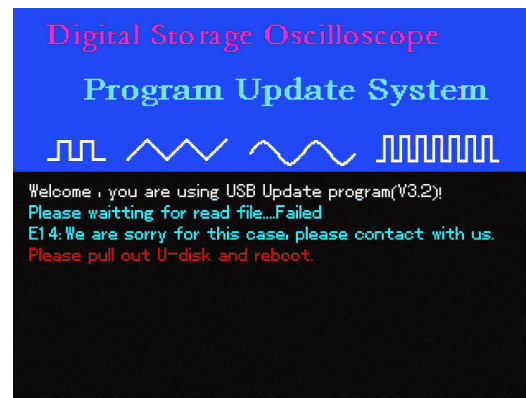 Digital Storage Oscilloscope
Program Update System
Welcome , you are using USB Update program(V3.2)!
Please waitting for read file...Failed
E14:We are sorry for this case, please contact with us.
Please pull out U-disk and reboot.